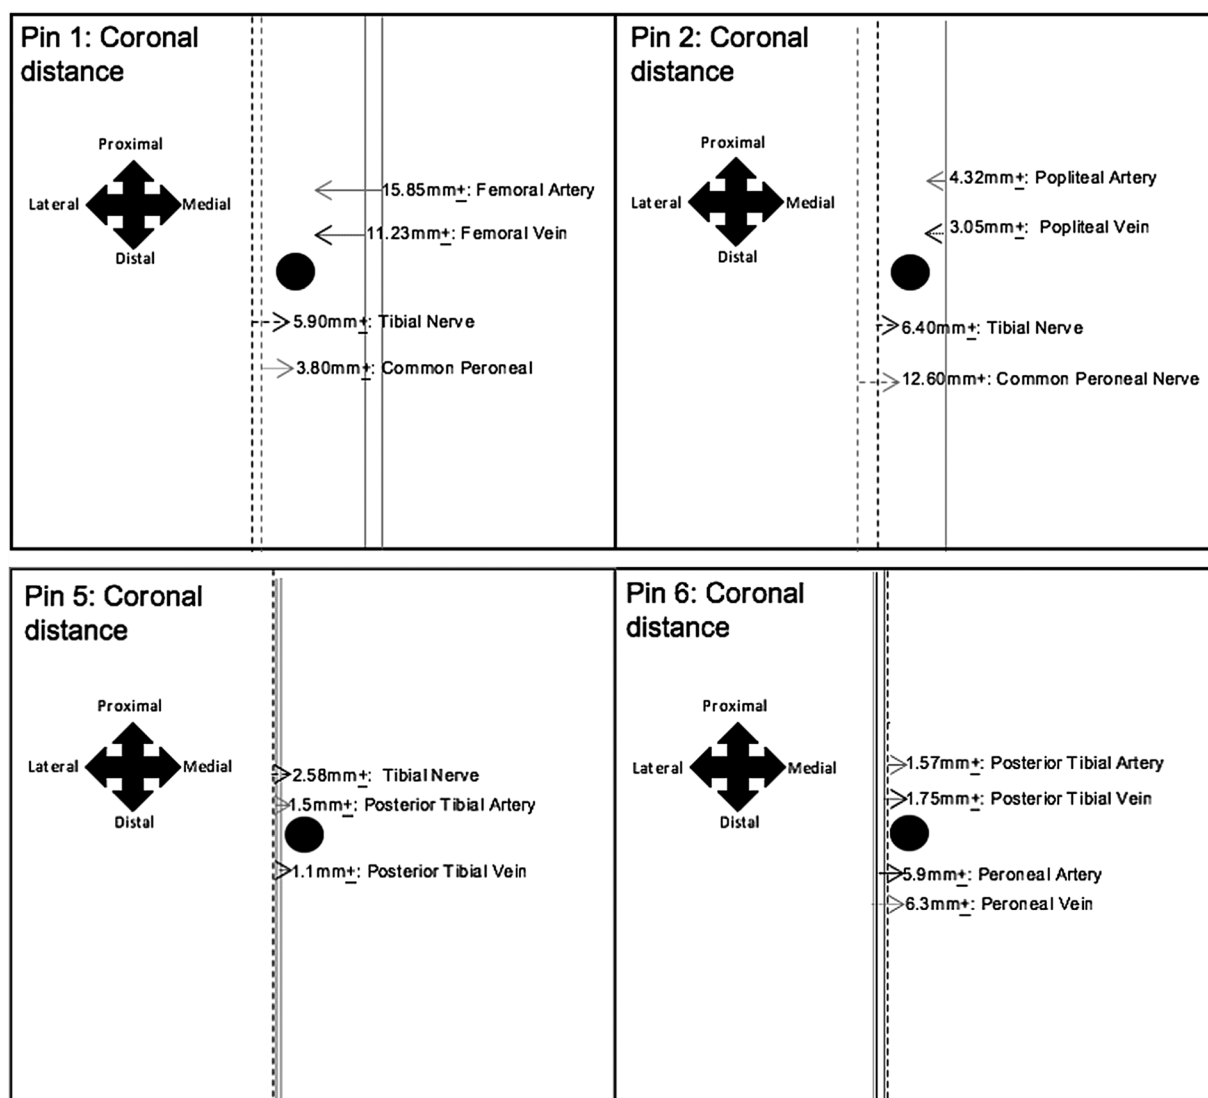 Pin 1: Coronal
distance
Proximal
Lateral
Medial
Distal
15.85mm±: Femoral Artery
11.23mm±: Femoral Vein
5.90mm±: Tibial Nerve
3.80mm±: Common Peroneal
Pin 2: Coronal
distance
Proximal
Lateral
Medial
Distal
4.32mm±: Popliteal Artery
3.05mm±: Popliteal Vein
6.40mm±: Tibial Nerve
12.60mm+: Common Peroneal Nerve
Pin 5: Coronal
distance
Proximal
Lateral
Medial
Distal
2.58mm±: Tibial Nerve
1.5mm±: Posterior Tibial Artery
1.1mm±: Posterior Tibial Vein
Pin 6: Coronal
distance
Proximal
Lateral
Medial
Distal
1.57mm±: Posterior Tibial Artery
1.75mm±: Posterior Tibial Vein
5.9mm±: Peroneal Artery
6.3mm±: Peroneal Vein